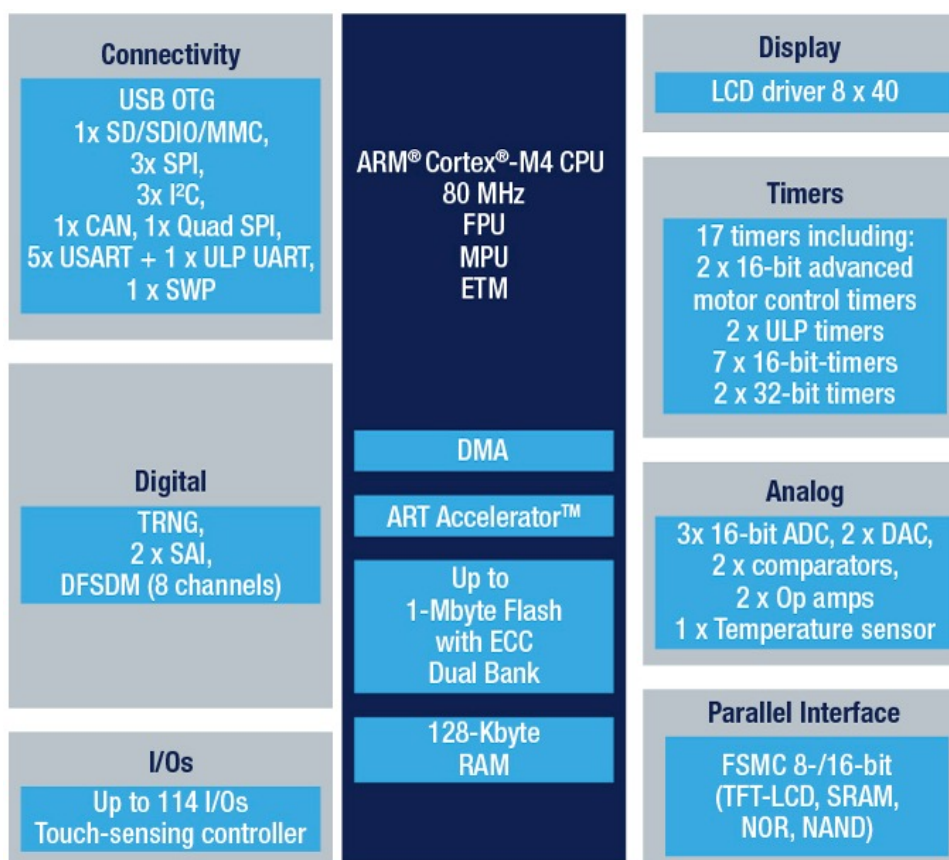 Connectivity
USB OTG
1x SD/SDIO/MMC,
3x SPI,
3x I²C,
1x CAN, 1x Quad SPI,
5x USART + 1 x ULP UART,
1 x SWP
Digital
TRNG,
2 x SAI,
DFSDM (8 channels)
I/Os
Up to 114 I/Os
Touch-sensing controller
ARM® Cortex®-M4 CPU
80 MHz
FPU
MPU
ETM
DMA
ART Accelerator™
Up to
1-Mbyte Flash
with ECC
Dual Bank
128-Kbyte
RAM
Display
LCD driver 8 x 40
Timers
17 timers including:
2 x 16-bit advanced
motor control timers
2 x ULP timers
7 x 16-bit-timers
2 x 32-bit timers
Analog
3x 16-bit ADC, 2 x DAC,
2 x comparators,
2 x Op amps
1 x Temperature sensor
Parallel Interface
FSMC 8-/16-bit
(TFT-LCD, SRAM,
NOR, NAND)